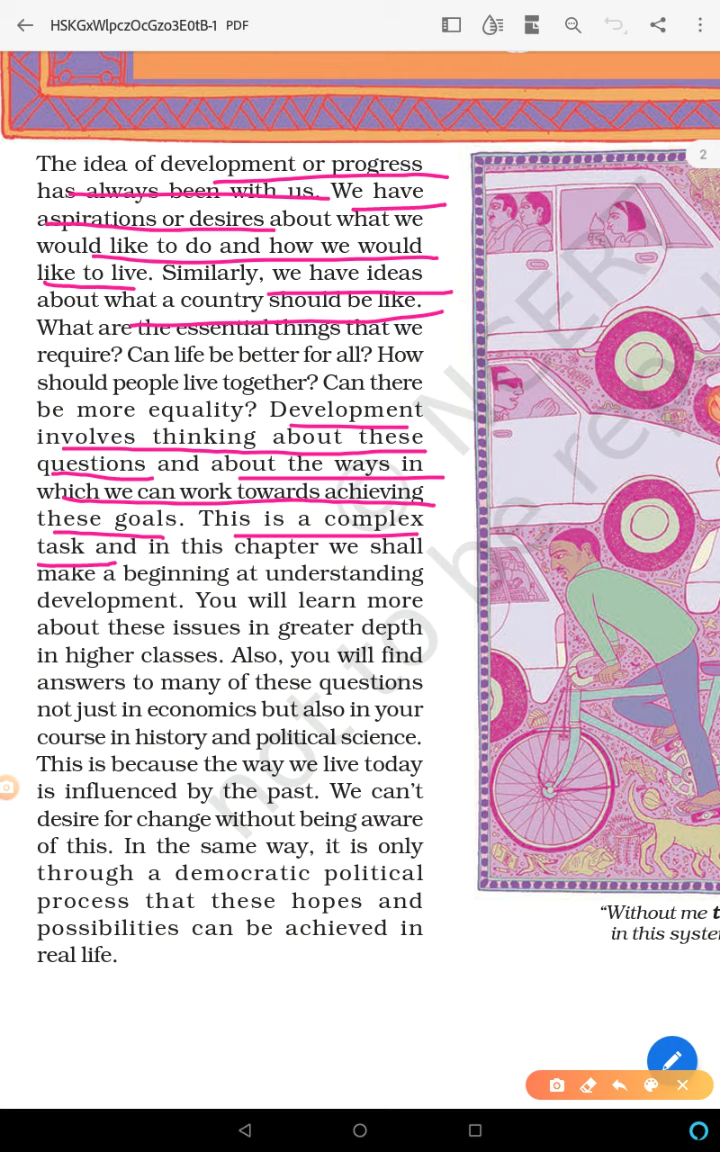 HSKGxWlpczOcGzo3E0tB-1 PDF
2
The idea of development or progress
has always been with us. We have
aspirations or desires about what we
would like to do and how we would
like to live. Similarly, we have ideas
about what a country should be like.
What are the essential things that we
require? Can life be better for all? How
should people live together? Can there
be more equality? Development
involves thinking about these
questions and about the ways in
which we can work towards achieving
these goals. This is a complex
task and in this chapter we shall
make a beginning at understanding
development. You will learn more
about these issues in greater depth
in higher classes. Also, you will find
answers to many of these questions
not just in economics but also in your
course in history and political science.
This is because the way we live today
is influenced by the past. We can't
desire for change without being aware
of this. In the same way, it is only
through a democratic political
process that these hopes and
possibilities can be achieved in
real life.
© NCERT
not to be repu
“Without me t
in this syste